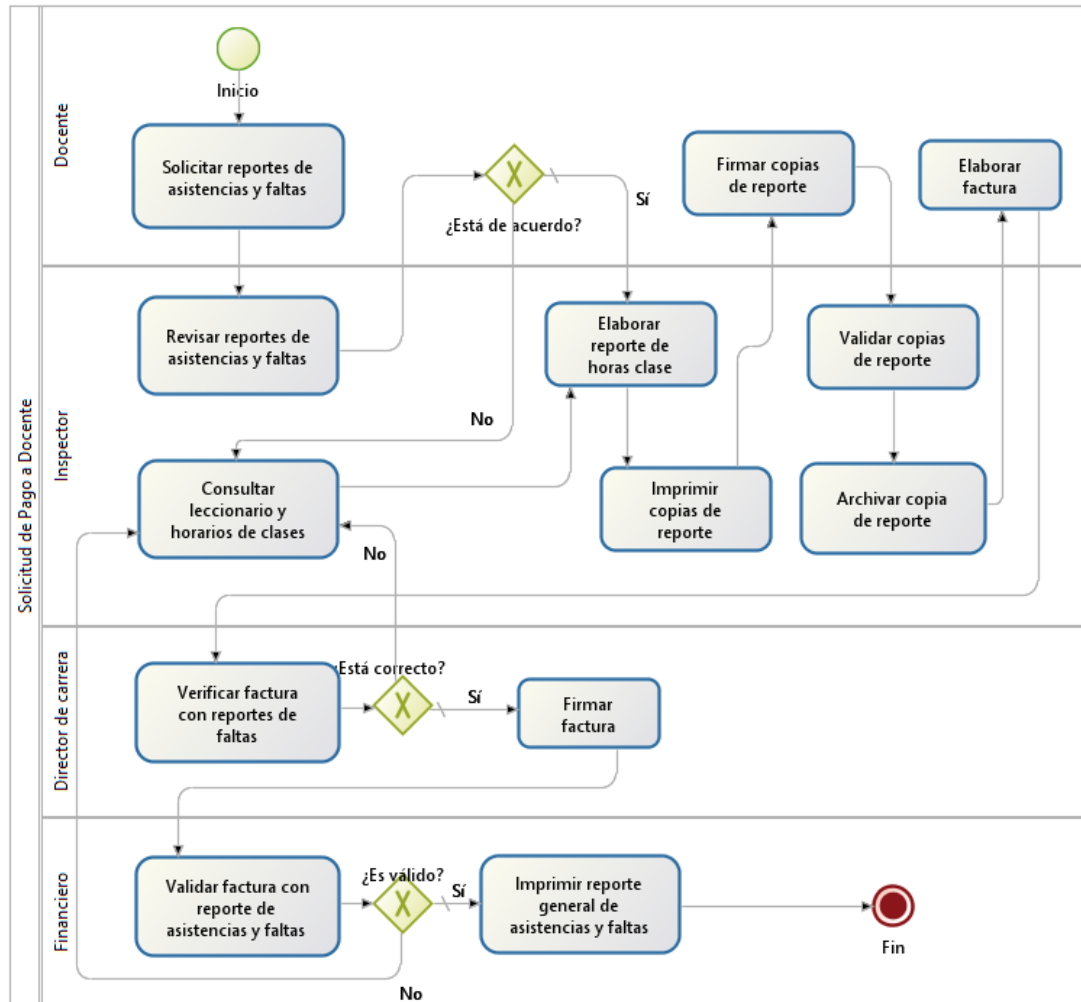 Solicitud de Pago a Docente
Docente
Inicio
Solicitar reportes de
asistencias y faltas
¿Está de acuerdo?
Sí
No
Firmar copias
de reporte
Elaborar
factura
Inspector
Revisar reportes de
asistencias y faltas
Elaborar
reporte de
horas clase
Validar copias
de reporte
Consultar
leccionario y
horarios de clases
No
Imprimir
copias de
reporte
Archivar copia
de reporte
Director de carrera
Verificar factura
con reportes de
faltas
¿Está correcto?
Sí
Firmar
factura
Financiero
Validar factura con
reporte de
asistencias y faltas
¿Es válido?
Sí
No
Imprimir reporte
general de
asistencias y faltas
Fin